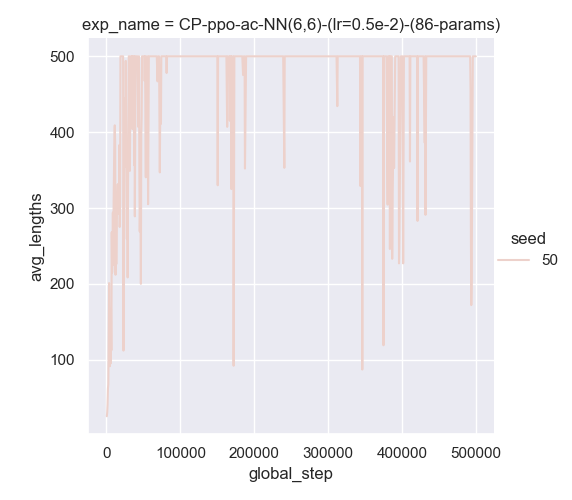 exp_name = CP-ppo-ac-NN(6,6)-(lr=0.5e-2)-(86-params)
500
400
300
200
100
avg_lengths
seed
50
0 100000 200000 300000 400000 500000
global_step